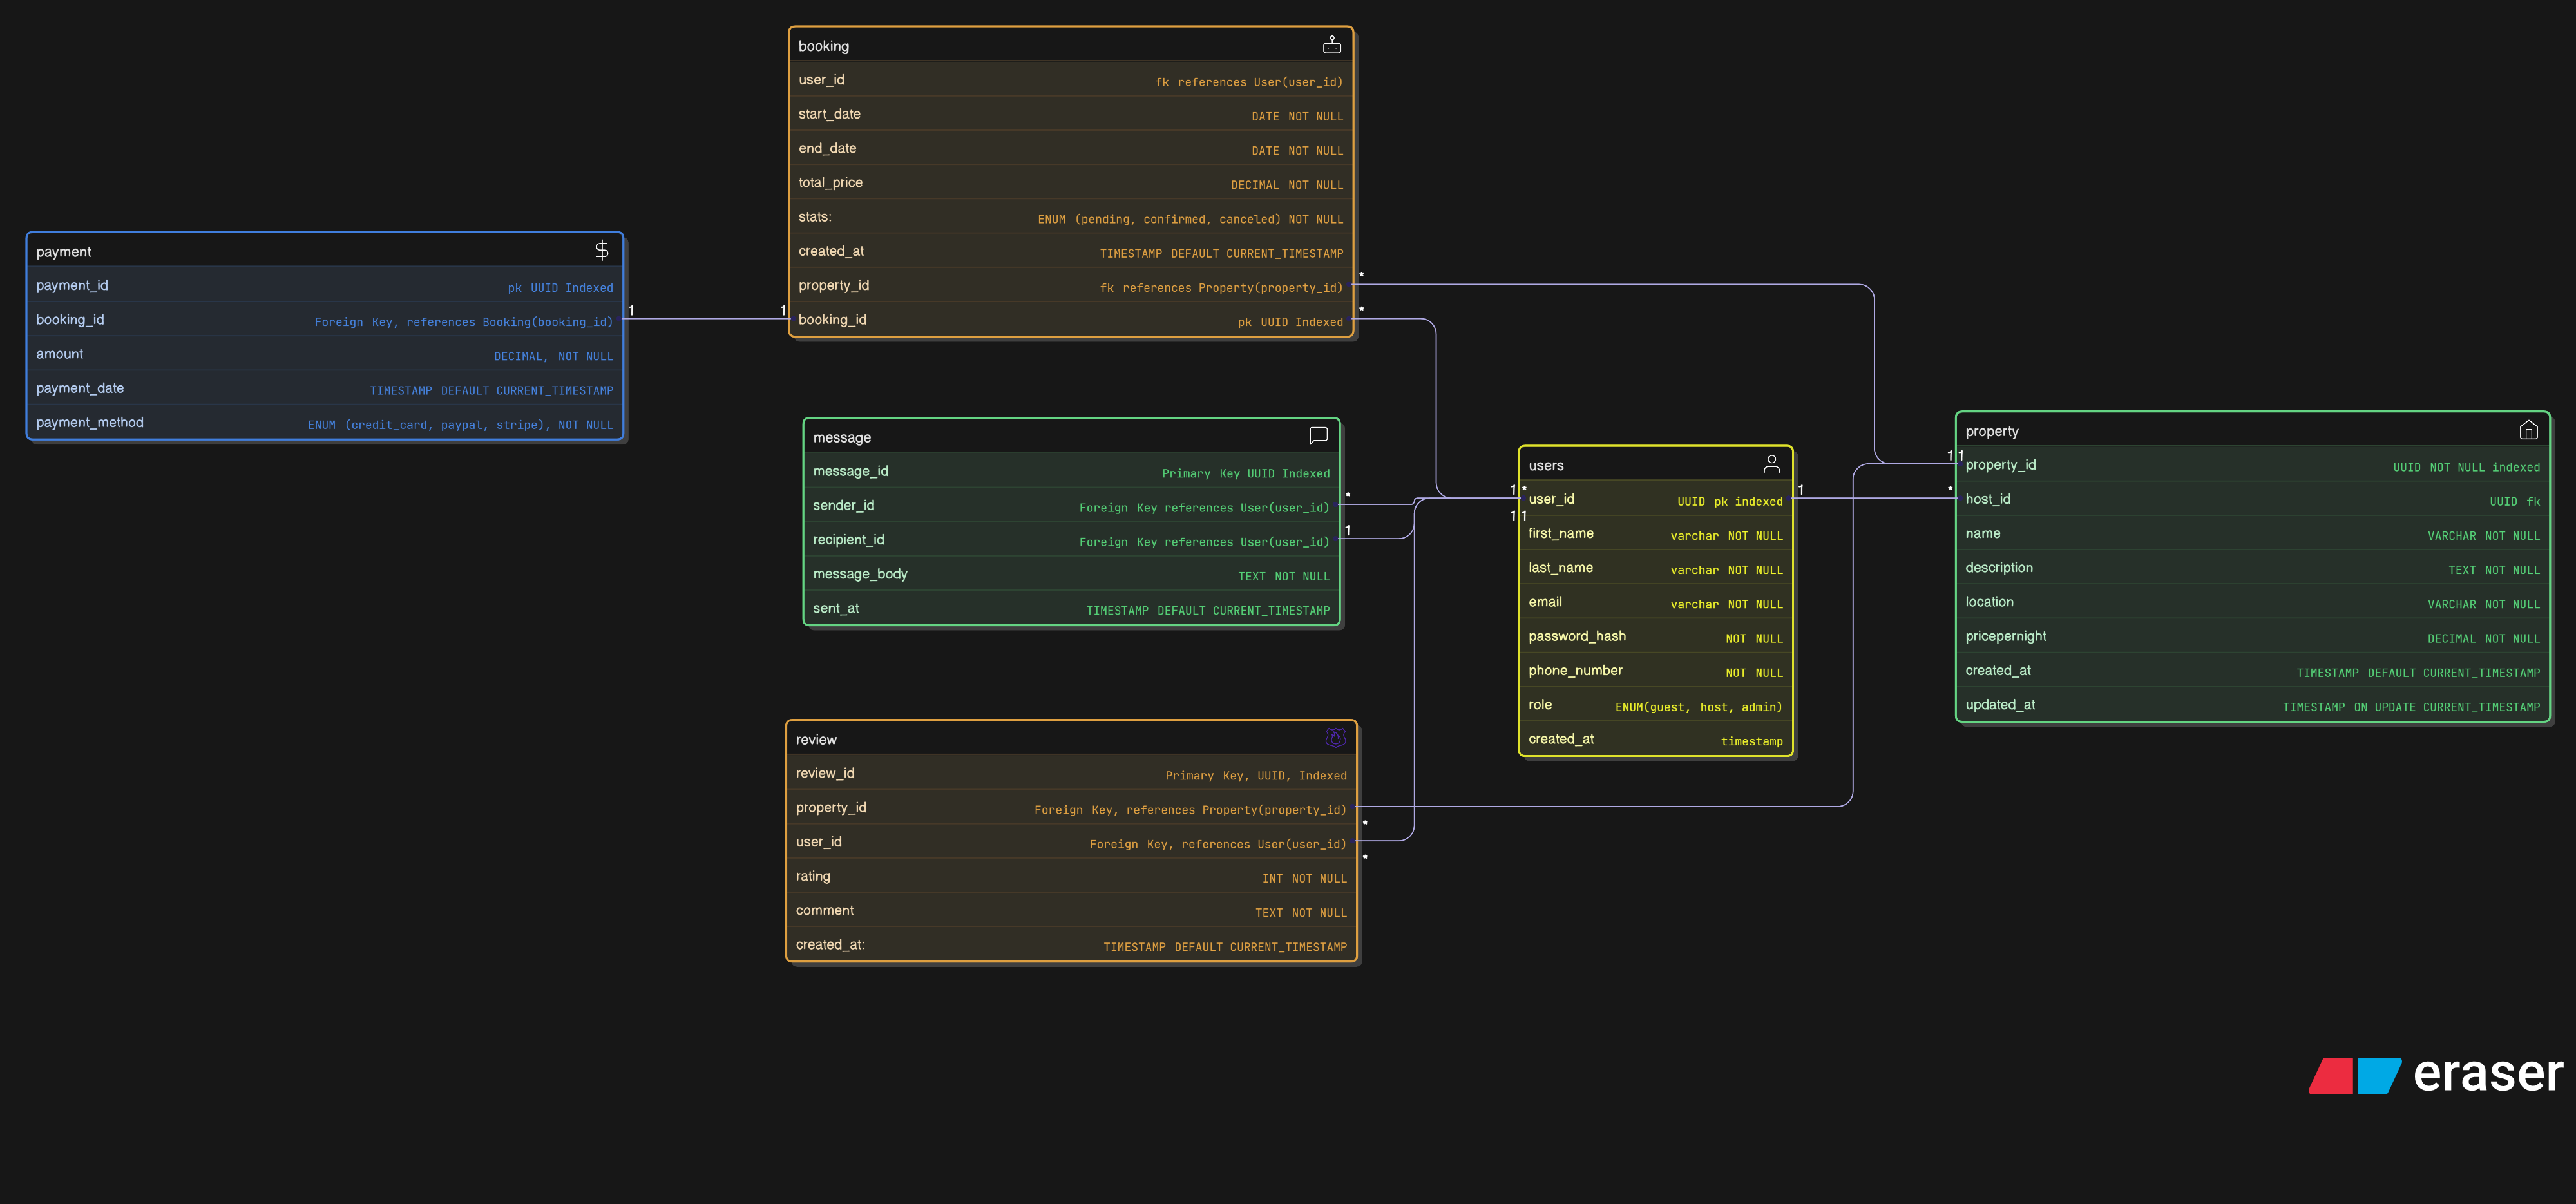 booking
user_id fk references User(user_id)
start_date DATE NOT NULL
end_date DATE NOT NULL
total_price DECIMAL NOT NULL
stats: ENUM (pending, confirmed, canceled) NOT NULL
created_at TIMESTAMP DEFAULT CURRENT_TIMESTAMP
property_id fk references Property(property_id)
booking_id pk UUID Indexed
payment
payment_id pk UUID Indexed
booking_id Foreign Key, references Booking(booking_id)
amount DECIMAL, NOT NULL
payment_date TIMESTAMP DEFAULT CURRENT_TIMESTAMP
payment_method ENUM (credit_card, paypal, stripe), NOT NULL
1 1
*
*
message
message_id Primary Key UUID Indexed
sender_id Foreign Key references User(user_id)
recipient_id Foreign Key references User(user_id)
message_body TEXT NOT NULL
sent_at TIMESTAMP DEFAULT CURRENT_TIMESTAMP
*
1
1 *
1 1
users
user_id UUID pk indexed
first_name varchar NOT NULL
last_name varchar NOT NULL
email varchar NOT NULL
password_hash NOT NULL
phone_number NOT NULL
role ENUM(guest, host, admin)
created_at timestamp
1 *
1 1
property
property_id UUID NOT NULL indexed
host_id UUID fk
name VARCHAR NOT NULL
description TEXT NOT NULL
location VARCHAR NOT NULL
pricepernight DECIMAL NOT NULL
created_at TIMESTAMP DEFAULT CURRENT_TIMESTAMP
updated_at TIMESTAMP ON UPDATE CURRENT_TIMESTAMP
review
review_id Primary Key, UUID, Indexed
property_id Foreign Key, references Property(property_id)
user_id Foreign Key, references User(user_id)
rating INT NOT NULL
comment TEXT NOT NULL
created_at: TIMESTAMP DEFAULT CURRENT_TIMESTAMP
*
*
eraser